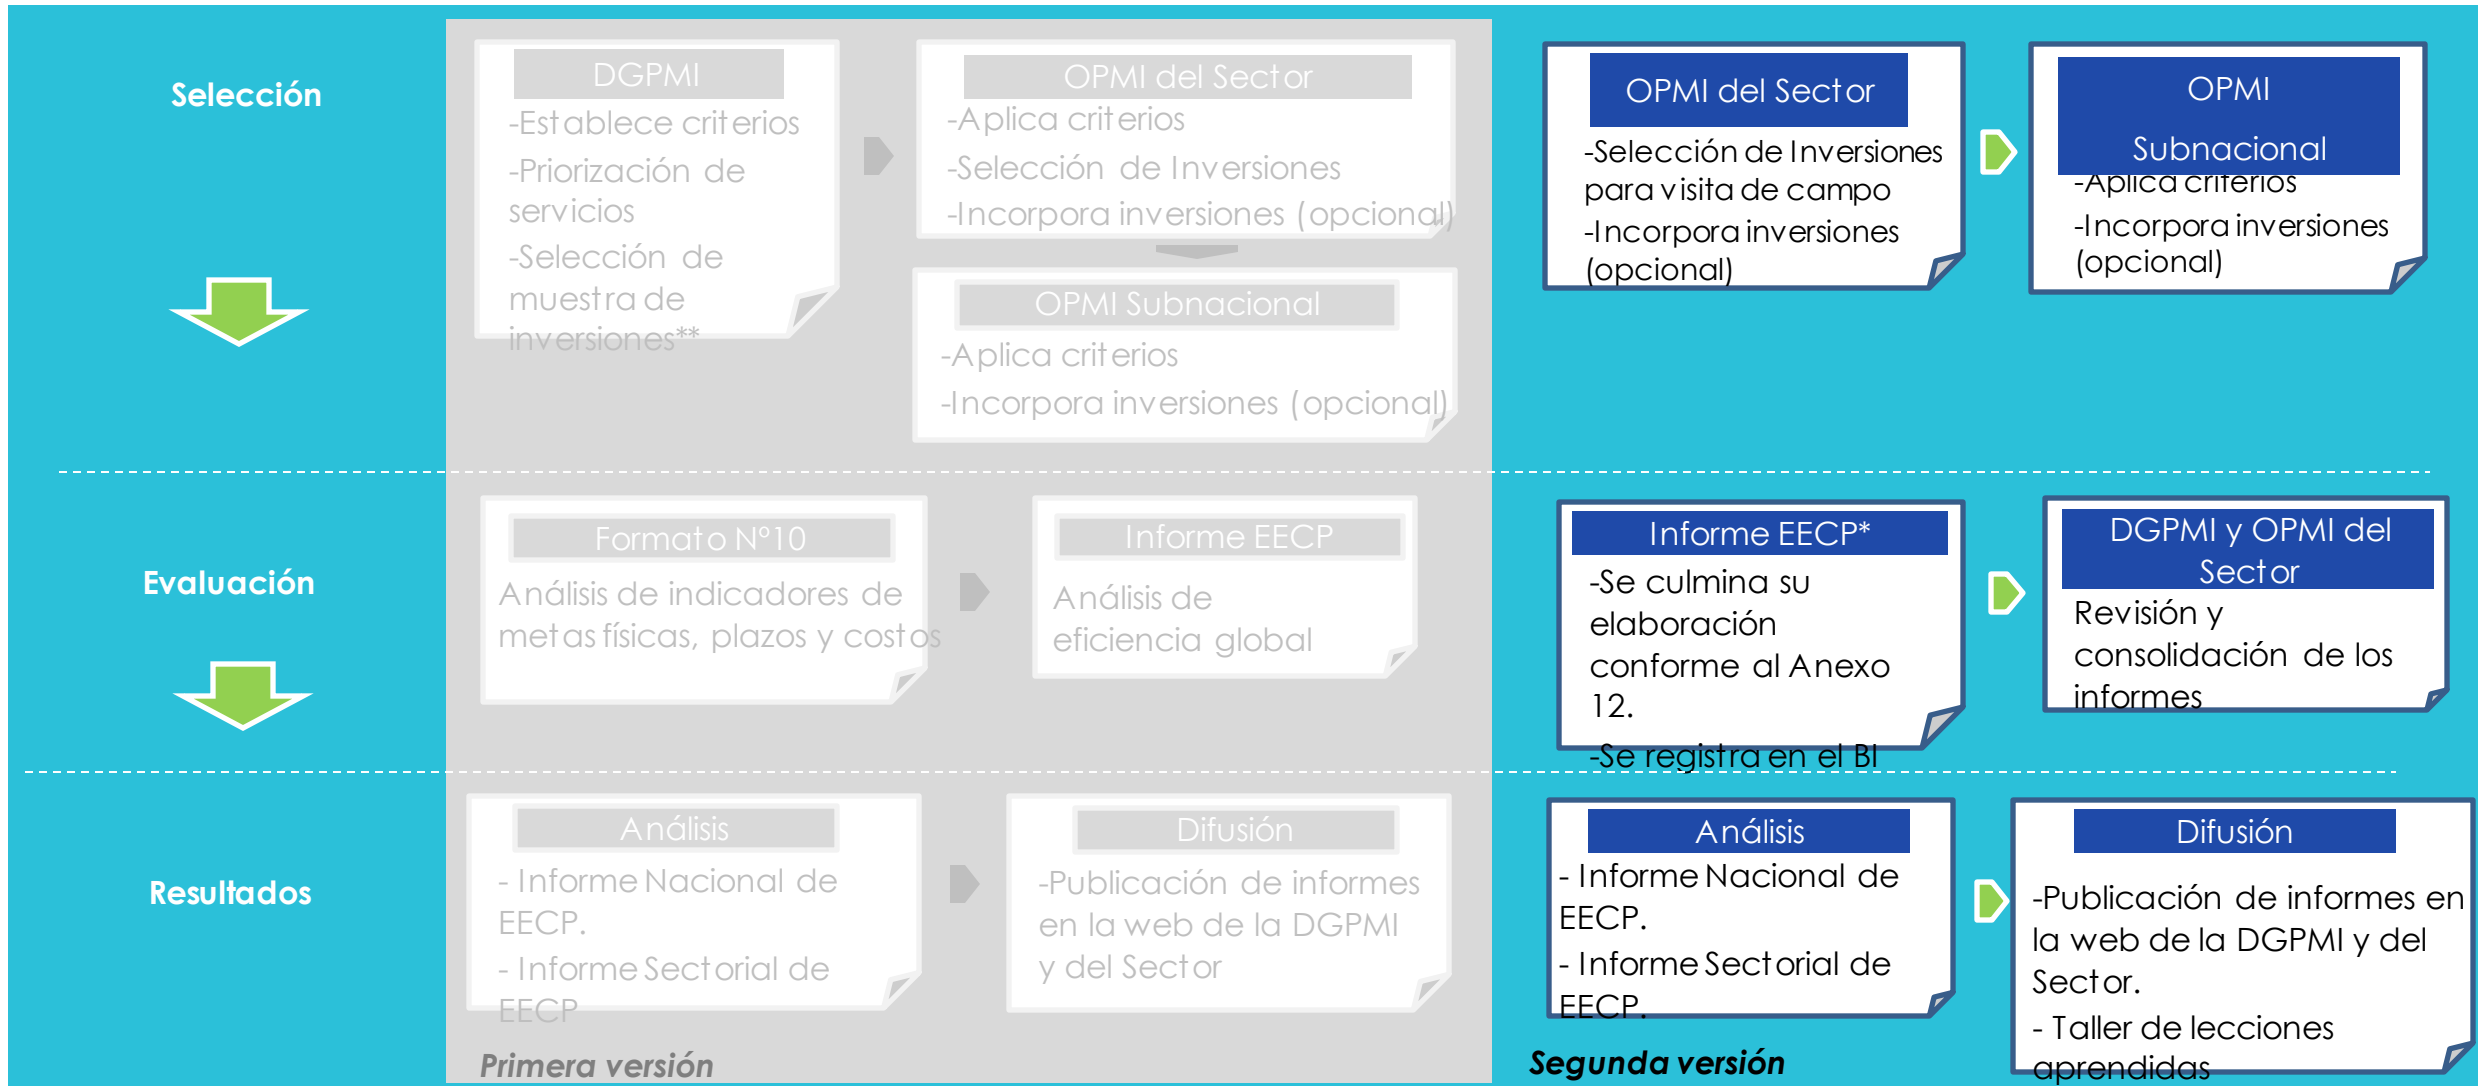 Selección
DGPMI
-Establece criterios
-Priorización de
servicios
-Selección de
muestra de
inversiones**
OPMI del Sector
-Aplica criterios
-Selección de Inversiones
-Incorpora inversiones (opcional)
OPMI Subnacional
-Aplica criterios
-Incorpora inversiones (opcional)
OPMI del Sector
-Selección de Inversiones
para visita de campo
-Incorpora inversiones
(opcional)
OPMI
Subnacional
-Aplica criterios
-Incorpora inversiones
(opcional)
Evaluación
Formato Nº10
Análisis de indicadores de
metas físicas, plazos y costos
Informe EECP
Análisis de
eficiencia global
Informe EECP*
-Se culmina su
elaboración
conforme al Anexo
12.
-Se registra en el BI
DGPMI y OPMI del
Sector
Revisión y
consolidación de los
informes
Resultados
Análisis
- Informe Nacional de
EECP.
- Informe Sectorial de
EECP
Difusión
-Publicación de informes
en la web de la DGPMI
y del Sector
Análisis
- Informe Nacional de
EECP.
- Informe Sectorial de
EECP.
Difusión
-Publicación de informes en
la web de la DGPMI y del
Sector.
- Taller de lecciones
aprendidas
Primera versión
Segunda versión